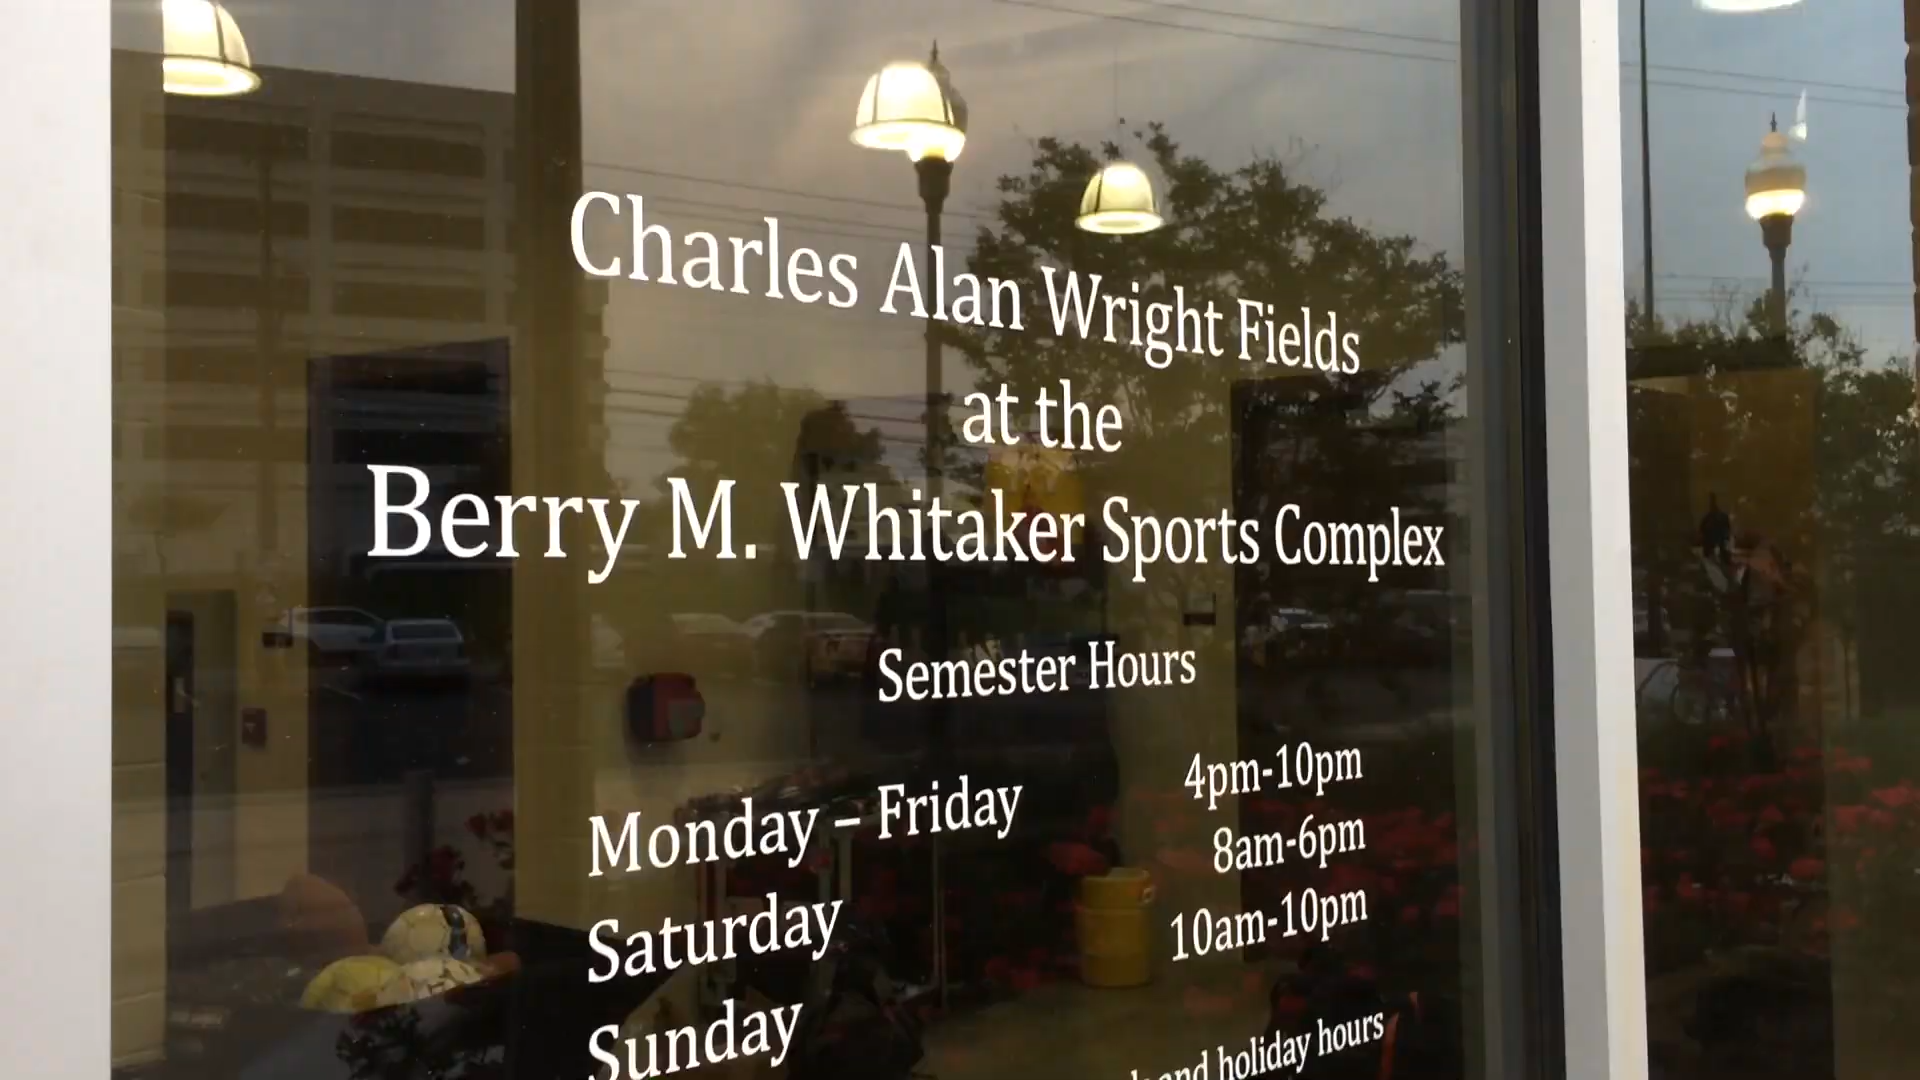 Charles Alan Wright Fields
at the
Berry M. Whitaker Sports Complex
Semester Hours
Monday – Friday 4pm-10pm
Saturday 8am-6pm
Sunday 10am-10pm
and holiday hours